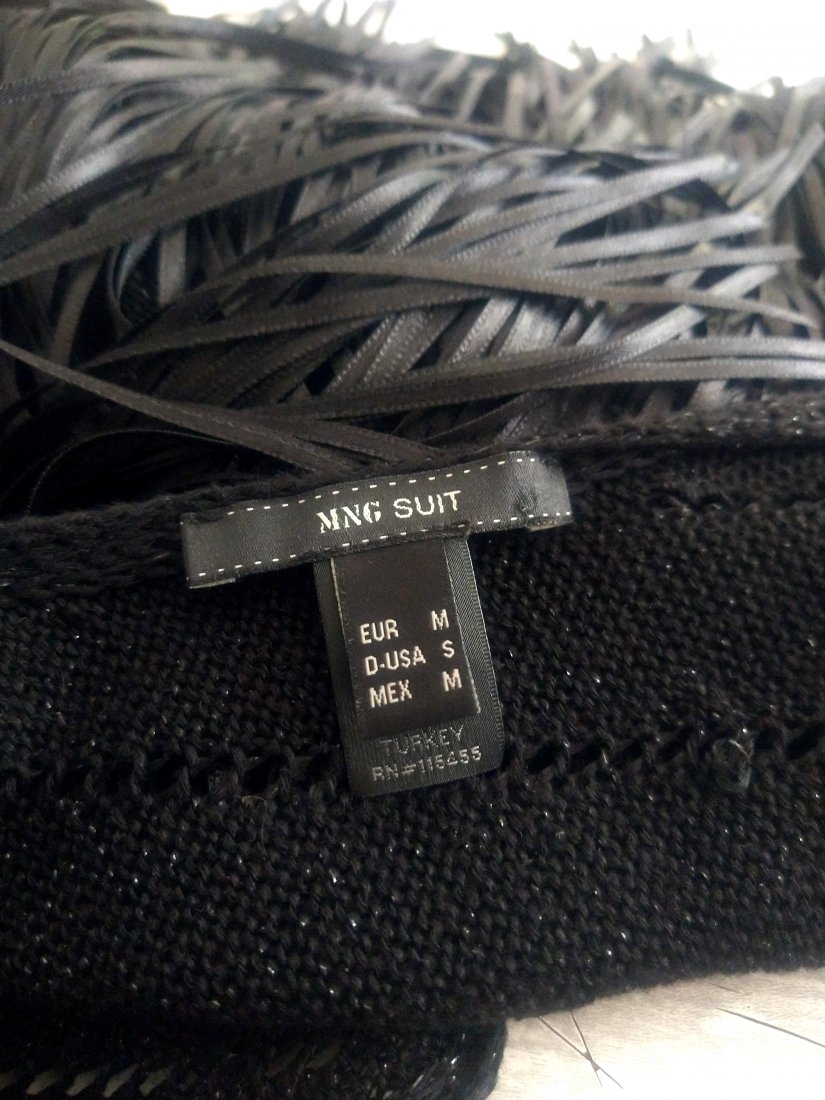 MNG SUIT
EUR M
D-USA S
MEX M
TURKEY
RN#115255